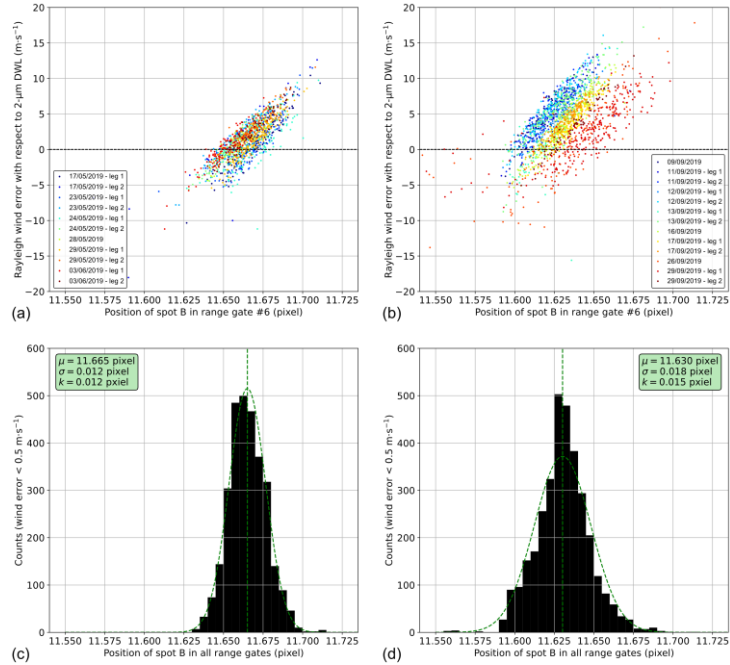 20
15
10
5
0
−5
−10
−15
−20
Rayleigh wind error with respect to 2-μm DWL (m·s⁻¹)
17/05/2019 - leg 1
17/05/2019 - leg 2
23/05/2019 - leg 1
23/05/2019 - leg 2
24/05/2019 - leg 1
24/05/2019 - leg 2
28/05/2019
29/05/2019 - leg 1
29/05/2019 - leg 2
03/06/2019 - leg 1
03/06/2019 - leg 2
11.550 11.575 11.600 11.625 11.650 11.675 11.700 11.725
Position of spot B in range gate #6 (pixel)
(a)
20
15
10
5
0
−5
−10
−15
−20
Rayleigh wind error with respect to 2-μm DWL (m·s⁻¹)
09/09/2019
11/09/2019 - leg 1
11/09/2019 - leg 2
12/09/2019 - leg 1
12/09/2019 - leg 2
13/09/2019 - leg 1
13/09/2019 - leg 2
16/09/2019
17/09/2019 - leg 1
17/09/2019 - leg 2
26/09/2019
29/09/2019 - leg 1
29/09/2019 - leg 2
11.550 11.575 11.600 11.625 11.650 11.675 11.700 11.725
Position of spot B in range gate #6 (pixel)
(b)
600
500
400
300
200
100
0
Counts (wind error < 0.5 m·s⁻¹)
μ = 11.665 pixel
σ = 0.012 pixel
k = 0.012 pxiel
11.550 11.575 11.600 11.625 11.650 11.675 11.700 11.725
Position of spot B in all range gates (pixel)
(c)
600
500
400
300
200
100
0
Counts (wind error < 0.5 m·s⁻¹)
μ = 11.630 pixel
σ = 0.018 pixel
k = 0.015 pxiel
11.550 11.575 11.600 11.625 11.650 11.675 11.700 11.725
Position of spot B in all range gates (pixel)
(d)